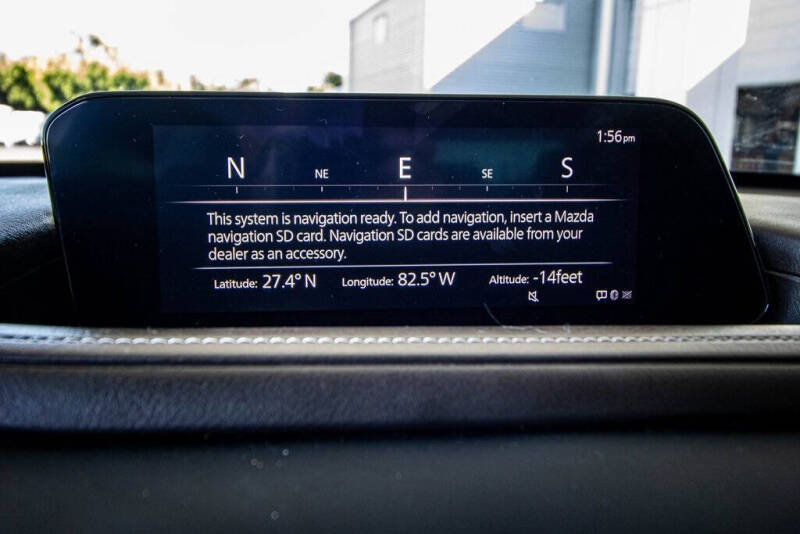 1:56pm
N NE E SE S
This system is navigation ready. To add navigation, insert a Mazda
navigation SD card. Navigation SD cards are available from your
dealer as an accessory.
Latitude: 27.4° N Longitude: 82.5° W Altitude: -14feet